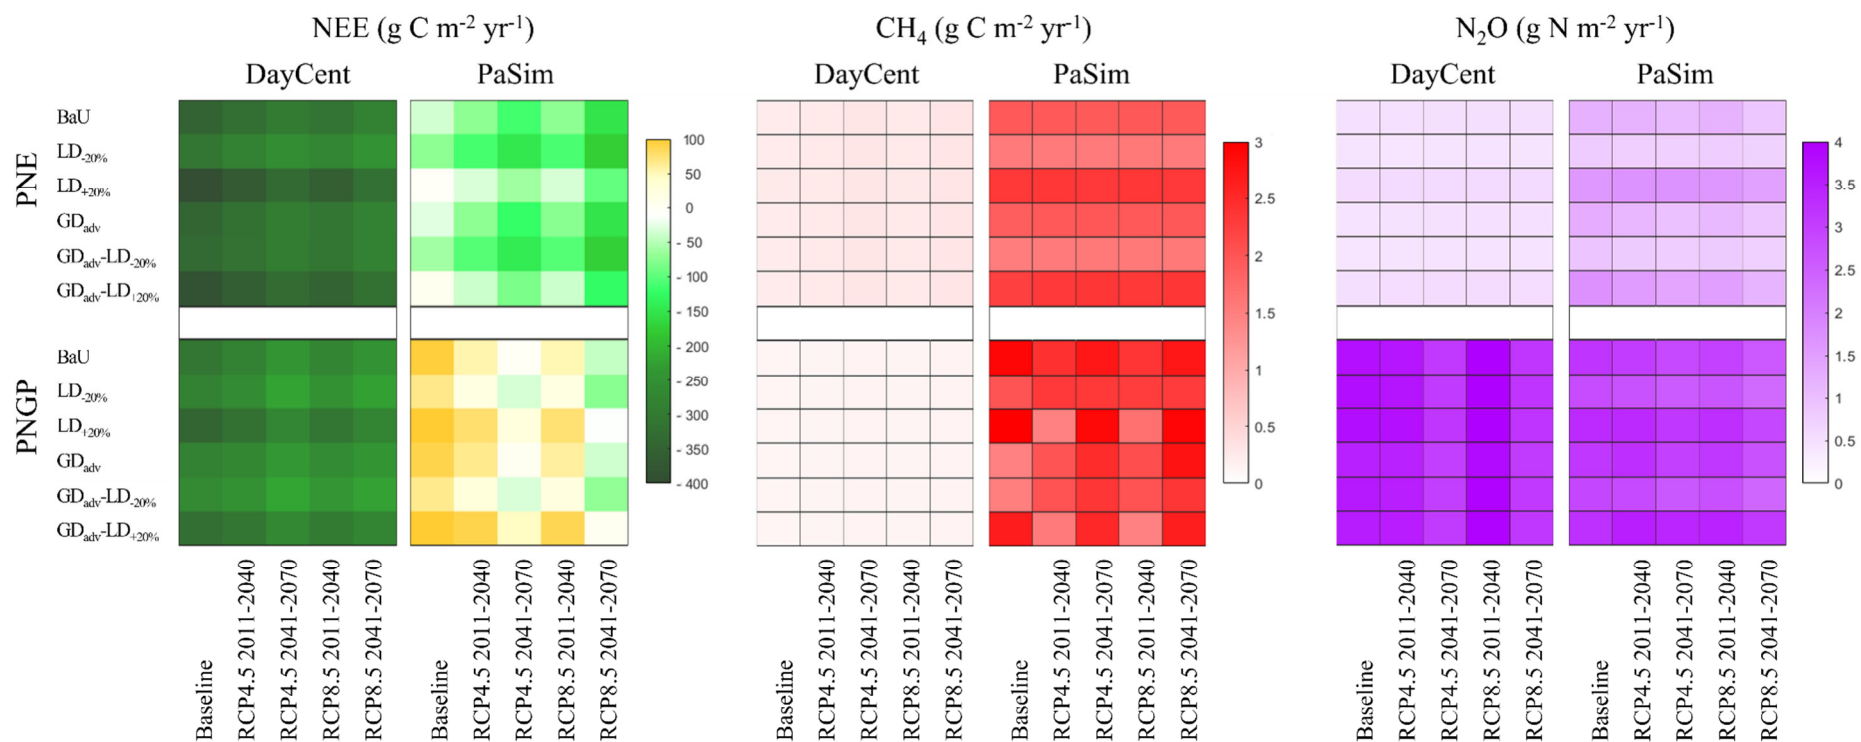 NEE (g C m-2 yr-1)
CH4 (g C m-2 yr-1)
N2O (g N m-2 yr-1)
DayCent
PaSim
DayCent
PaSim
DayCent
PaSim
PNE
BaU
LD-20%
LD+20%
GDadv
GDadv-LD-20%
GDadv-LD+20%
PNGP
BaU
LD-20%
LD+20%
GDadv
GDadv-LD-20%
GDadv-LD+20%
100
50
0
- 50
- 100
- 150
- 200
- 250
- 300
- 350
- 400
3
2.5
2
1.5
1
0.5
0
4
3.5
3
2.5
2
1.5
1
0.5
0
Baseline
RCP4.5 2011-2040
RCP4.5 2041-2070
RCP8.5 2011-2040
RCP8.5 2041-2070
Baseline
RCP4.5 2011-2040
RCP4.5 2041-2070
RCP8.5 2011-2040
RCP8.5 2041-2070
Baseline
RCP4.5 2011-2040
RCP4.5 2041-2070
RCP8.5 2011-2040
RCP8.5 2041-2070
Baseline
RCP4.5 2011-2040
RCP4.5 2041-2070
RCP8.5 2011-2040
RCP8.5 2041-2070
Baseline
RCP4.5 2011-2040
RCP4.5 2041-2070
RCP8.5 2011-2040
RCP8.5 2041-2070
Baseline
RCP4.5 2011-2040
RCP4.5 2041-2070
RCP8.5 2011-2040
RCP8.5 2041-2070